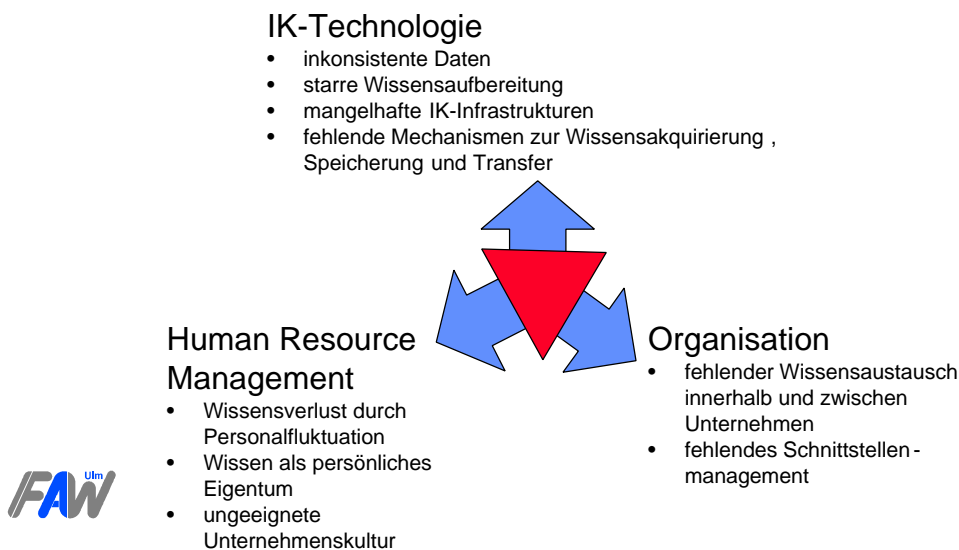 IK-Technologie
• inkonsistente Daten
• starre Wissensaufbereitung
• mangelhafte IK-Infrastrukturen
• fehlende Mechanismen zur Wissensakquirierung ,
Speicherung und Transfer
Human Resource
Management
• Wissensverlust durch
Personalfluktuation
• Wissen als persönliches
Eigentum
• ungeeignete
Unternehmenskultur
Organisation
• fehlender Wissensaustausch
innerhalb und zwischen
Unternehmen
• fehlendes Schnittstellen -
management
FAW Ulm